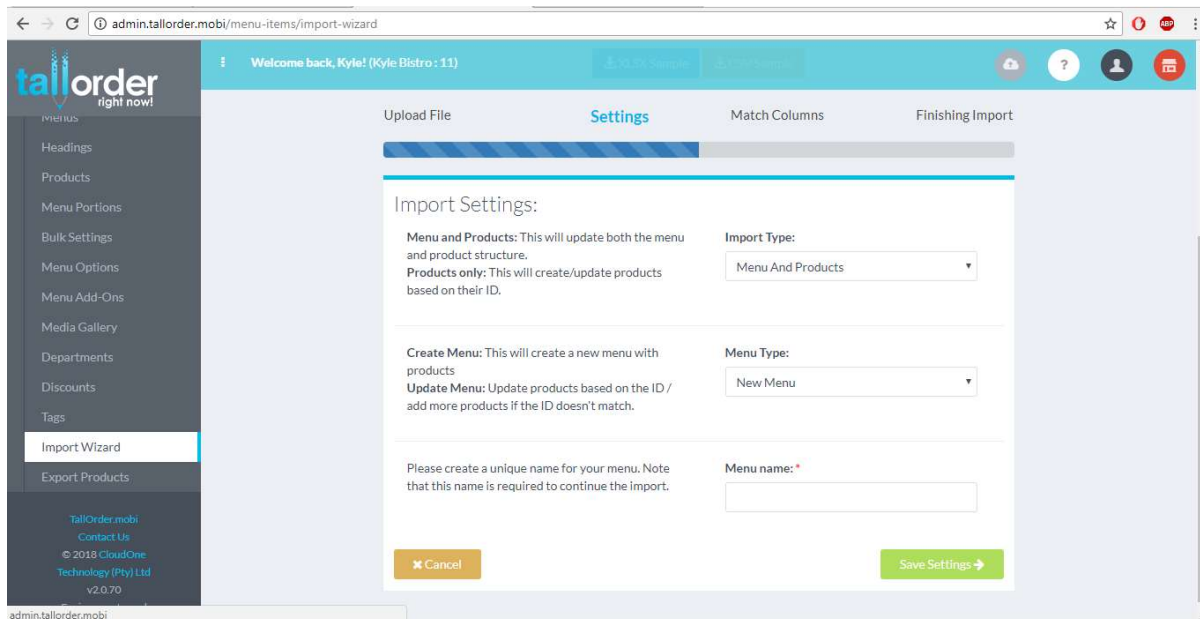 admin.tallorder.mobi/menu-items/import-wizard
ABP
tallorder
right now!
Welcome back, Kyle! (Kyle Bistro : 11)
XLSX Sample
?
Menus
Headings
Products
Menu Portions
Bulk Settings
Menu Options
Menu Add-Ons
Media Gallery
Departments
Discounts
Tags
Import Wizard
Export Products
TallOrder.mobi
Contact Us
© 2018 CloudOne
Technology (Pty) Ltd
v2.0.70
Upload File Settings Match Columns Finishing Import
Import Settings:
Menu and Products: This will update both the menu
and product structure.
Products only: This will create/update products
based on their ID.
Import Type:
Menu And Products
Create Menu: This will create a new menu with
products
Update Menu: Update products based on the ID /
add more products if the ID doesn't match.
Menu Type:
New Menu
Please create a unique name for your menu. Note
that this name is required to continue the import.
Menu name: *
Cancel
Save Settings
admin.tallorder.mobi